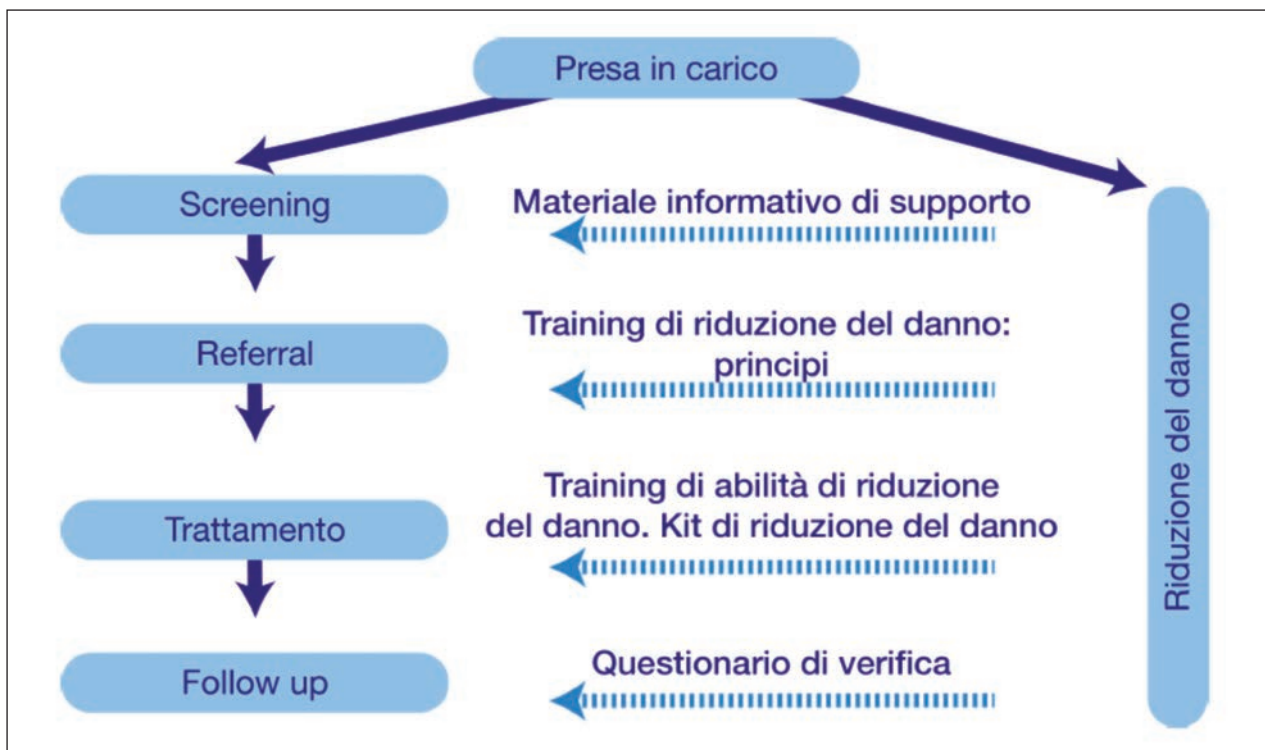 Presa in carico
Screening
Materiale informativo di supporto
Referral
Training di riduzione del danno:
principi
Trattamento
Training di abilità di riduzione
del danno. Kit di riduzione del danno
Follow up
Questionario di verifica
Riduzione del danno